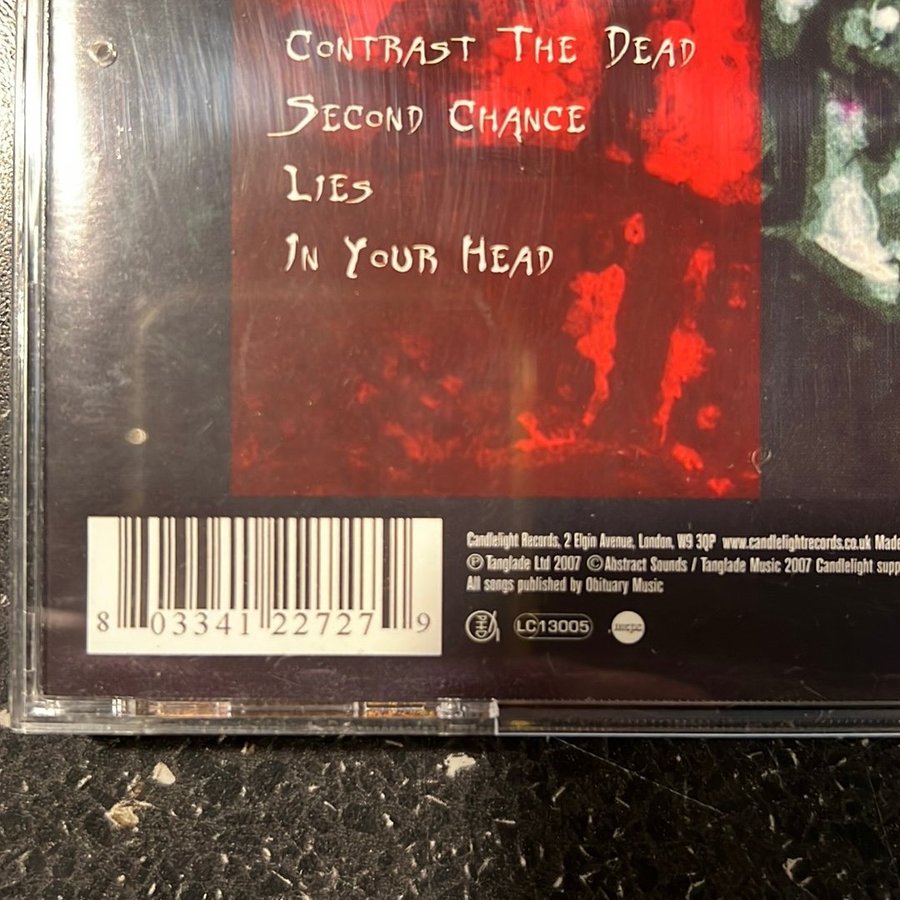 Contrast The Dead
Second Chance
Lies
In Your Head
Candlelight Records, 2 Elgin Avenue, London, W9 3QP www.candlelightrecords.co.uk Made
Ⓟ Tanglade Ltd 2007 © Abstract Sounds / Tanglade Music 2007 Candlelight supp
All songs published by Obituary Music
PHD LC13005 mcps
8 03341 22727 9